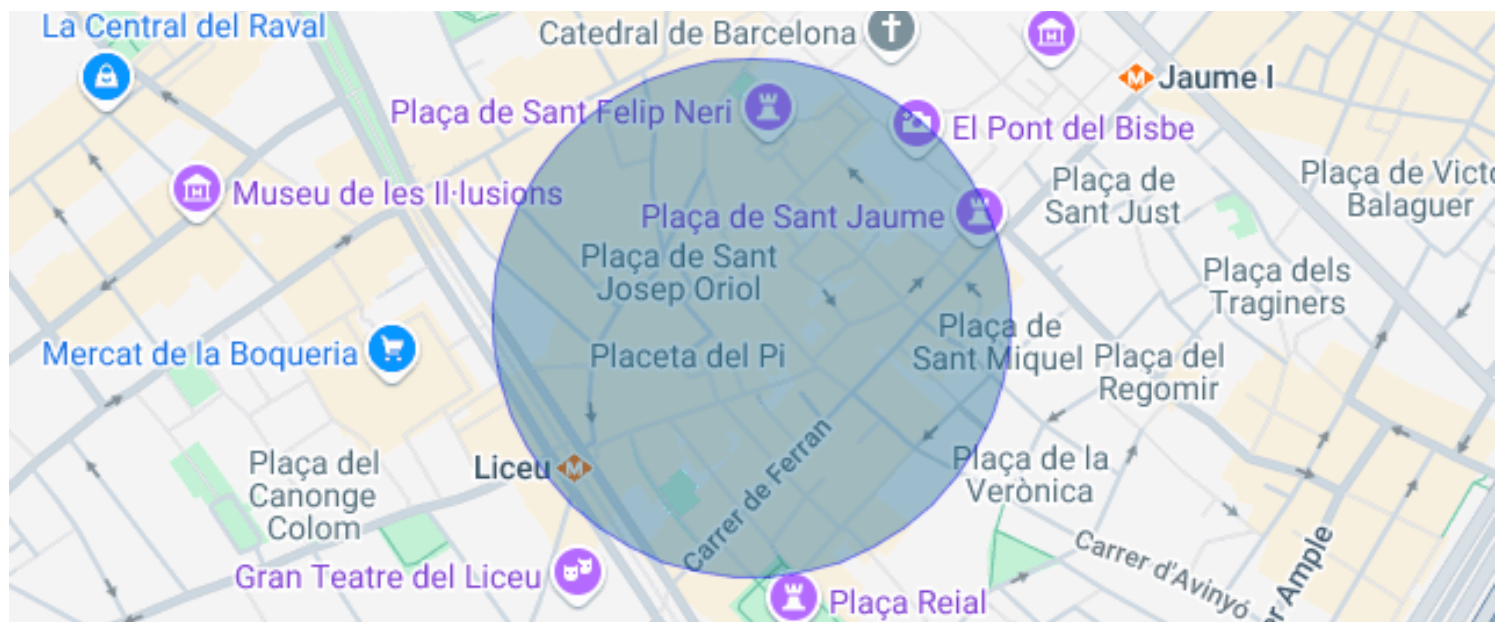 La Central del Raval
Catedral de Barcelona
Jaume I
Plaça de Sant Felip Neri
El Pont del Bisbe
Museu de les Il·lusions
Plaça de
Sant Just
Plaça de Victo
Balaguer
Plaça de Sant Jaume
Plaça de Sant
Josep Oriol
Plaça dels
Traginers
Mercat de la Boqueria
Placeta del Pi
Plaça de
Sant Miquel
Plaça del
Regomir
Liceu
Plaça del
Canonge
Colom
Carrer de Ferran
Plaça de la
Verònica
Gran Teatre del Liceu
Plaça Reial
Carrer d'Avinyó
er Ample